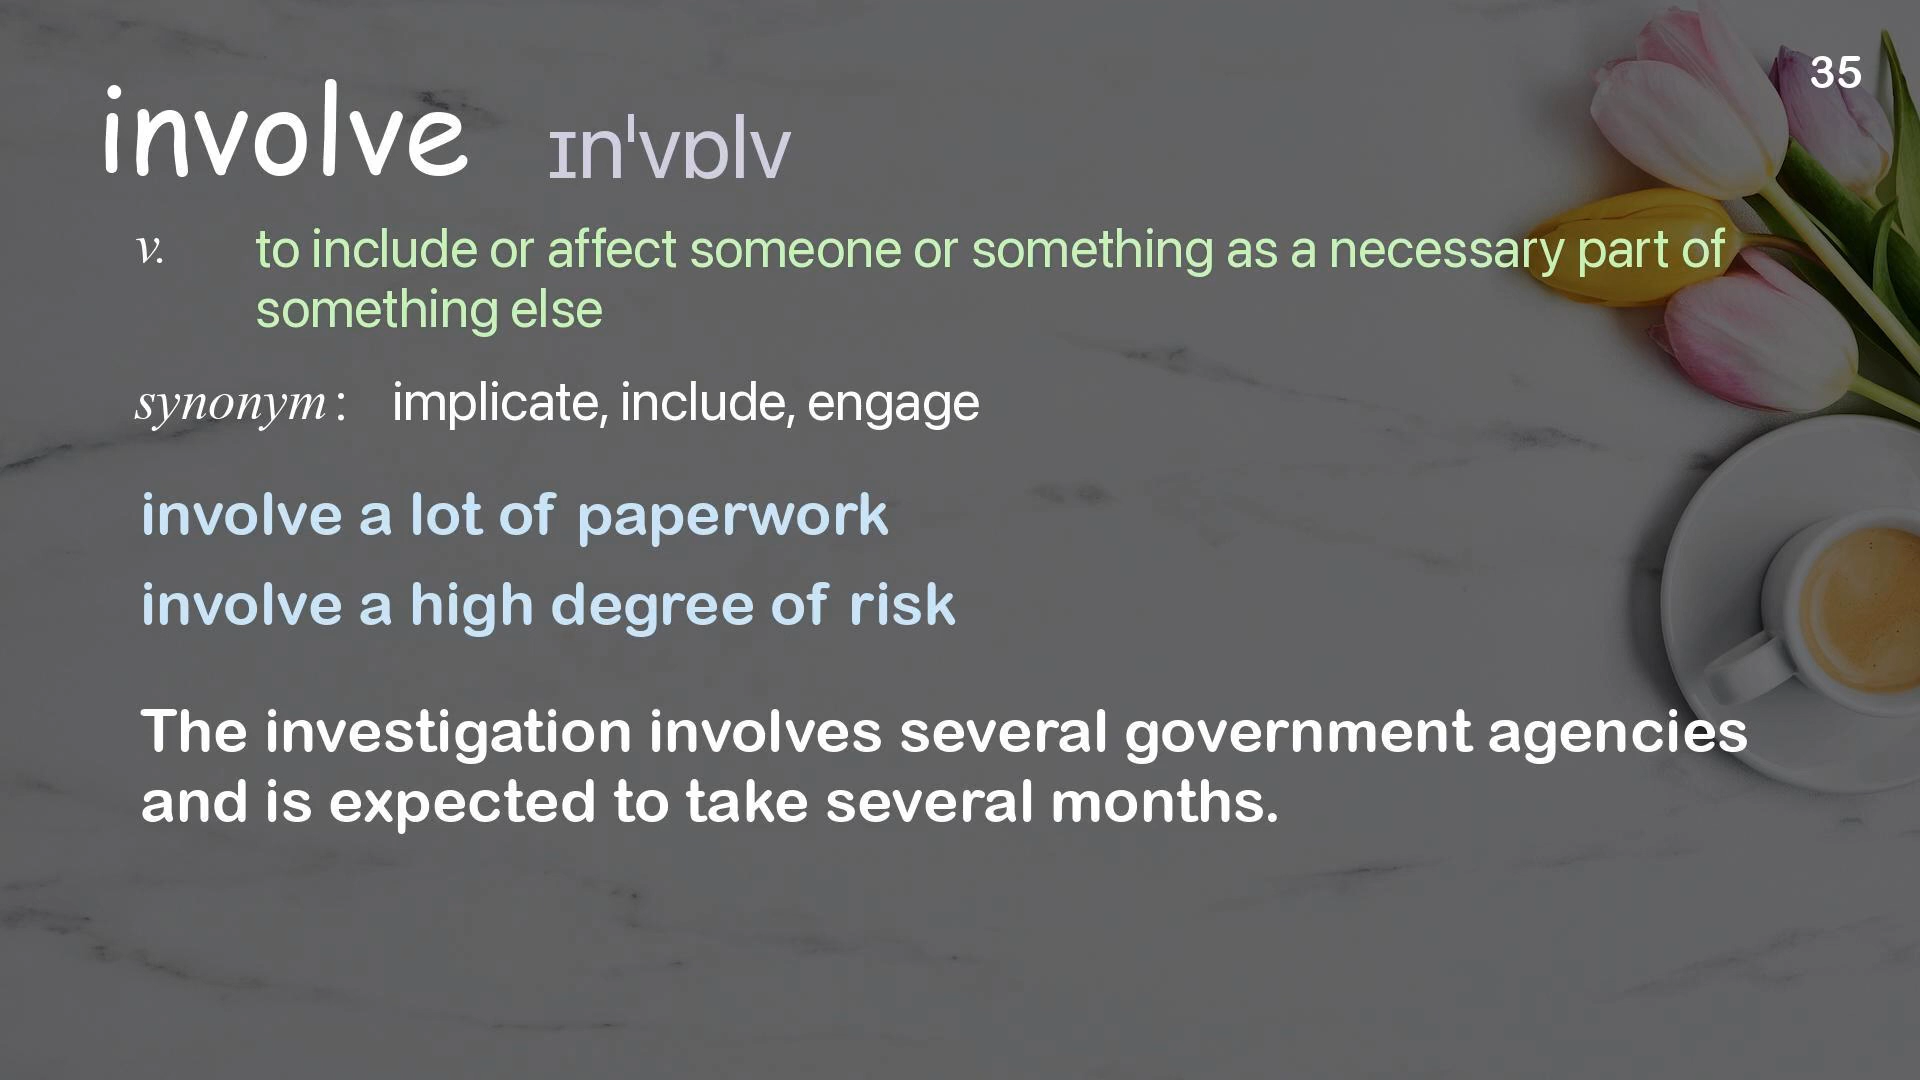 35
involve ɪnˈvɒlv
v. to include or affect someone or something as a necessary part of
something else
synonym: implicate, include, engage
involve a lot of paperwork
involve a high degree of risk
The investigation involves several government agencies
and is expected to take several months.